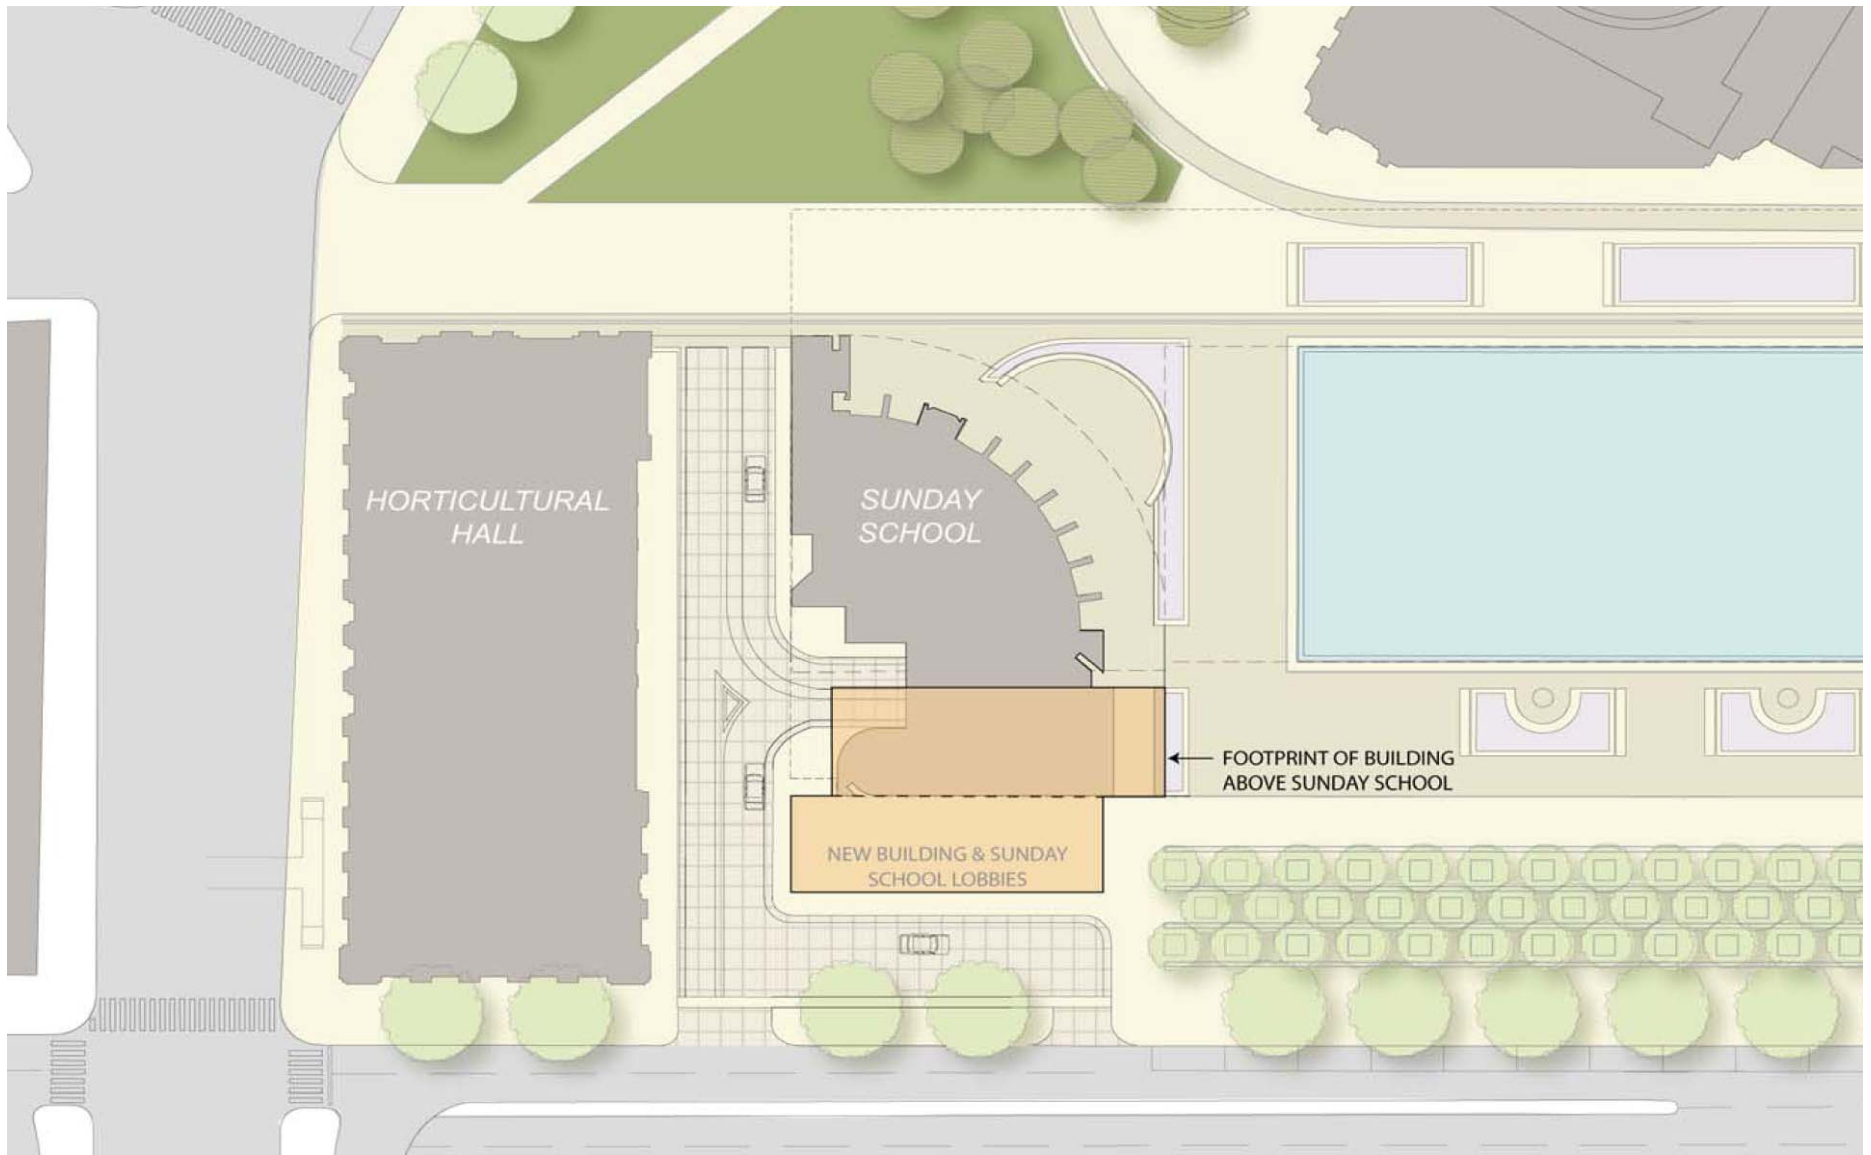 HORTICULTURAL
HALL
SUNDAY
SCHOOL
FOOTPRINT OF BUILDING
ABOVE SUNDAY SCHOOL
NEW BUILDING & SUNDAY
SCHOOL LOBBIES